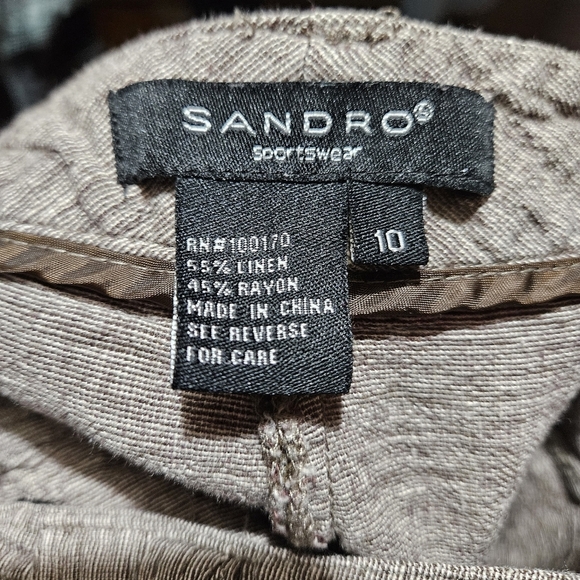 SANDRO®
Sportswear
10
RN#100170
55% LINEN
45% RAYON
MADE IN CHINA
SEE REVERSE
FOR CARE